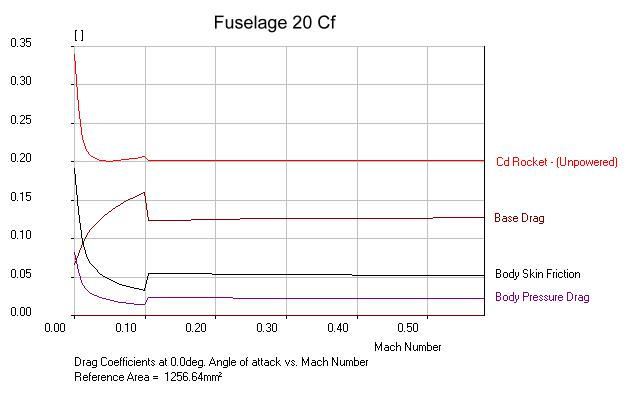 Fuselage 20 Cf
[ ]
0.35
0.30
0.25
0.20
Cd Rocket - (Unpowered)
0.15
Base Drag
0.10
0.05
Body Skin Friction
Body Pressure Drag
0.00
0.00 0.10 0.20 0.30 0.40 0.50
Mach Number
Drag Coefficients at 0.0deg. Angle of attack vs. Mach Number
Reference Area = 1256.64mm²